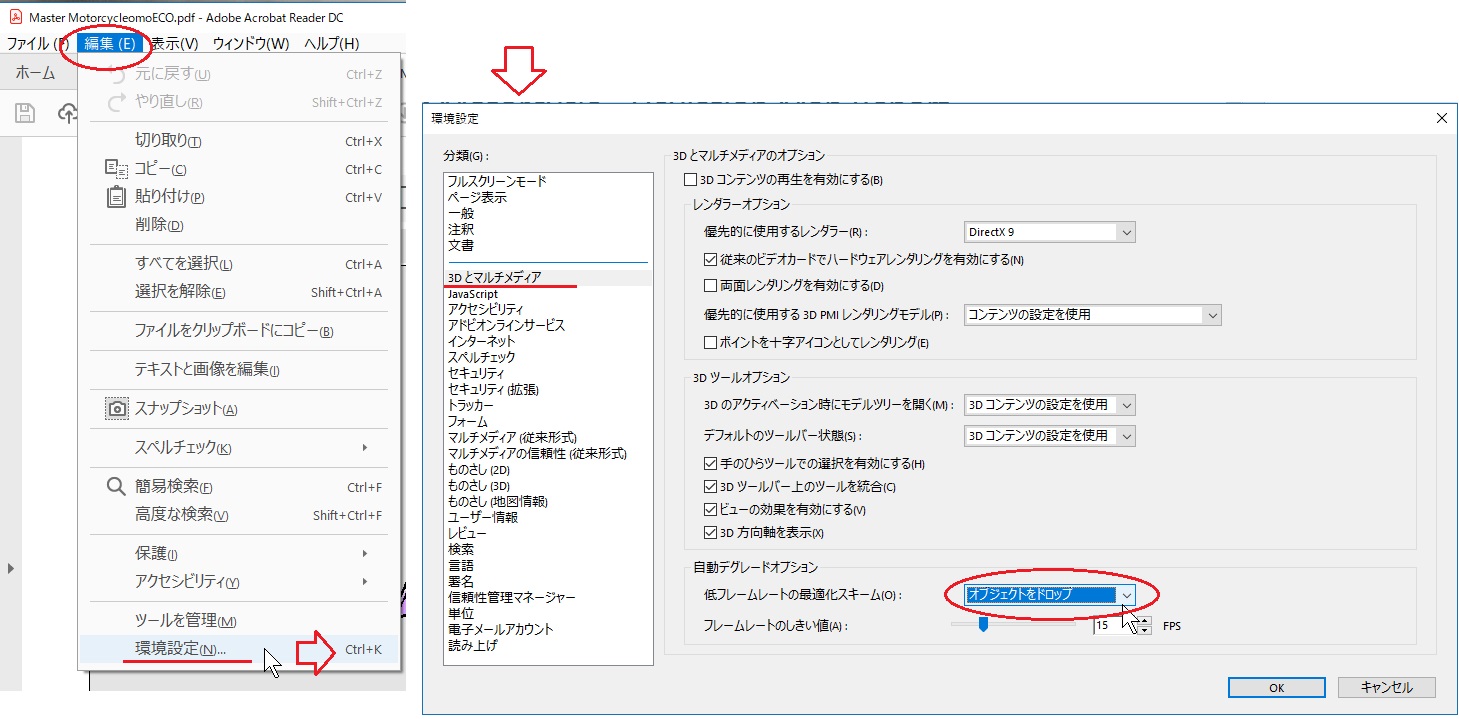 Master MotorcycleomoECO.pdf - Adobe Acrobat Reader DC
ファイル (F) 編集 (E) 表示(V) ウィンドウ(W) ヘルプ(H)
ホーム
元に戻す(U) Ctrl+Z
やり直し(R) Shift+Ctrl+Z
切り取り(T) Ctrl+X
コピー(C) Ctrl+C
貼り付け(P) Ctrl+V
削除(D)
すべてを選択(L) Ctrl+A
選択を解除(E) Shift+Ctrl+A
ファイルをクリップボードにコピー(B)
テキストと画像を編集(I)
スナップショット(A)
スペルチェック(K)
簡易検索(F) Ctrl+F
高度な検索(V) Shift+Ctrl+F
保護(I)
アクセシビリティ(Y)
ツールを管理(M)
環境設定(N)... Ctrl+K
環境設定
分類(G) :
フルスクリーンモード
ページ表示
一般
注釈
文書
3D とマルチメディア
JavaScript
アクセシビリティ
アドビオンラインサービス
インターネット
スペルチェック
セキュリティ
セキュリティ (拡張)
トラッカー
フォーム
マルチメディア (従来形式)
マルチメディアの信頼性 (従来形式)
ものさし (2D)
ものさし (3D)
ものさし (地図情報)
ユーザー情報
レビュー
検索
言語
署名
信頼性管理マネージャー
単位
電子メールアカウント
読み上げ
3D とマルチメディアのオプション
3D コンテンツの再生を有効にする(B)
レンダラーオプション
優先的に使用するレンダラー(R) : DirectX 9
従来のビデオカードでハードウェアレンダリングを有効にする(N)
両面レンダリングを有効にする(D)
優先的に使用する 3D PMI レンダリングモデル(P) : コンテンツの設定を使用
ポイントを十字アイコンとしてレンダリング(E)
3D ツールオプション
3D のアクティベーション時にモデルツリーを開く(M) : 3D コンテンツの設定を使用
デフォルトのツールバー状態(S) : 3D コンテンツの設定を使用
手のひらツールでの選択を有効にする(H)
3D ツールバー上のツールを統合(C)
ビューの効果を有効にする(V)
3D 方向軸を表示(X)
自動デグレードオプション
低フレームレートの最適化スキーム(O) : オブジェクトをドロップ
フレームレートのしきい値(A) : 15 FPS
OK キャンセル